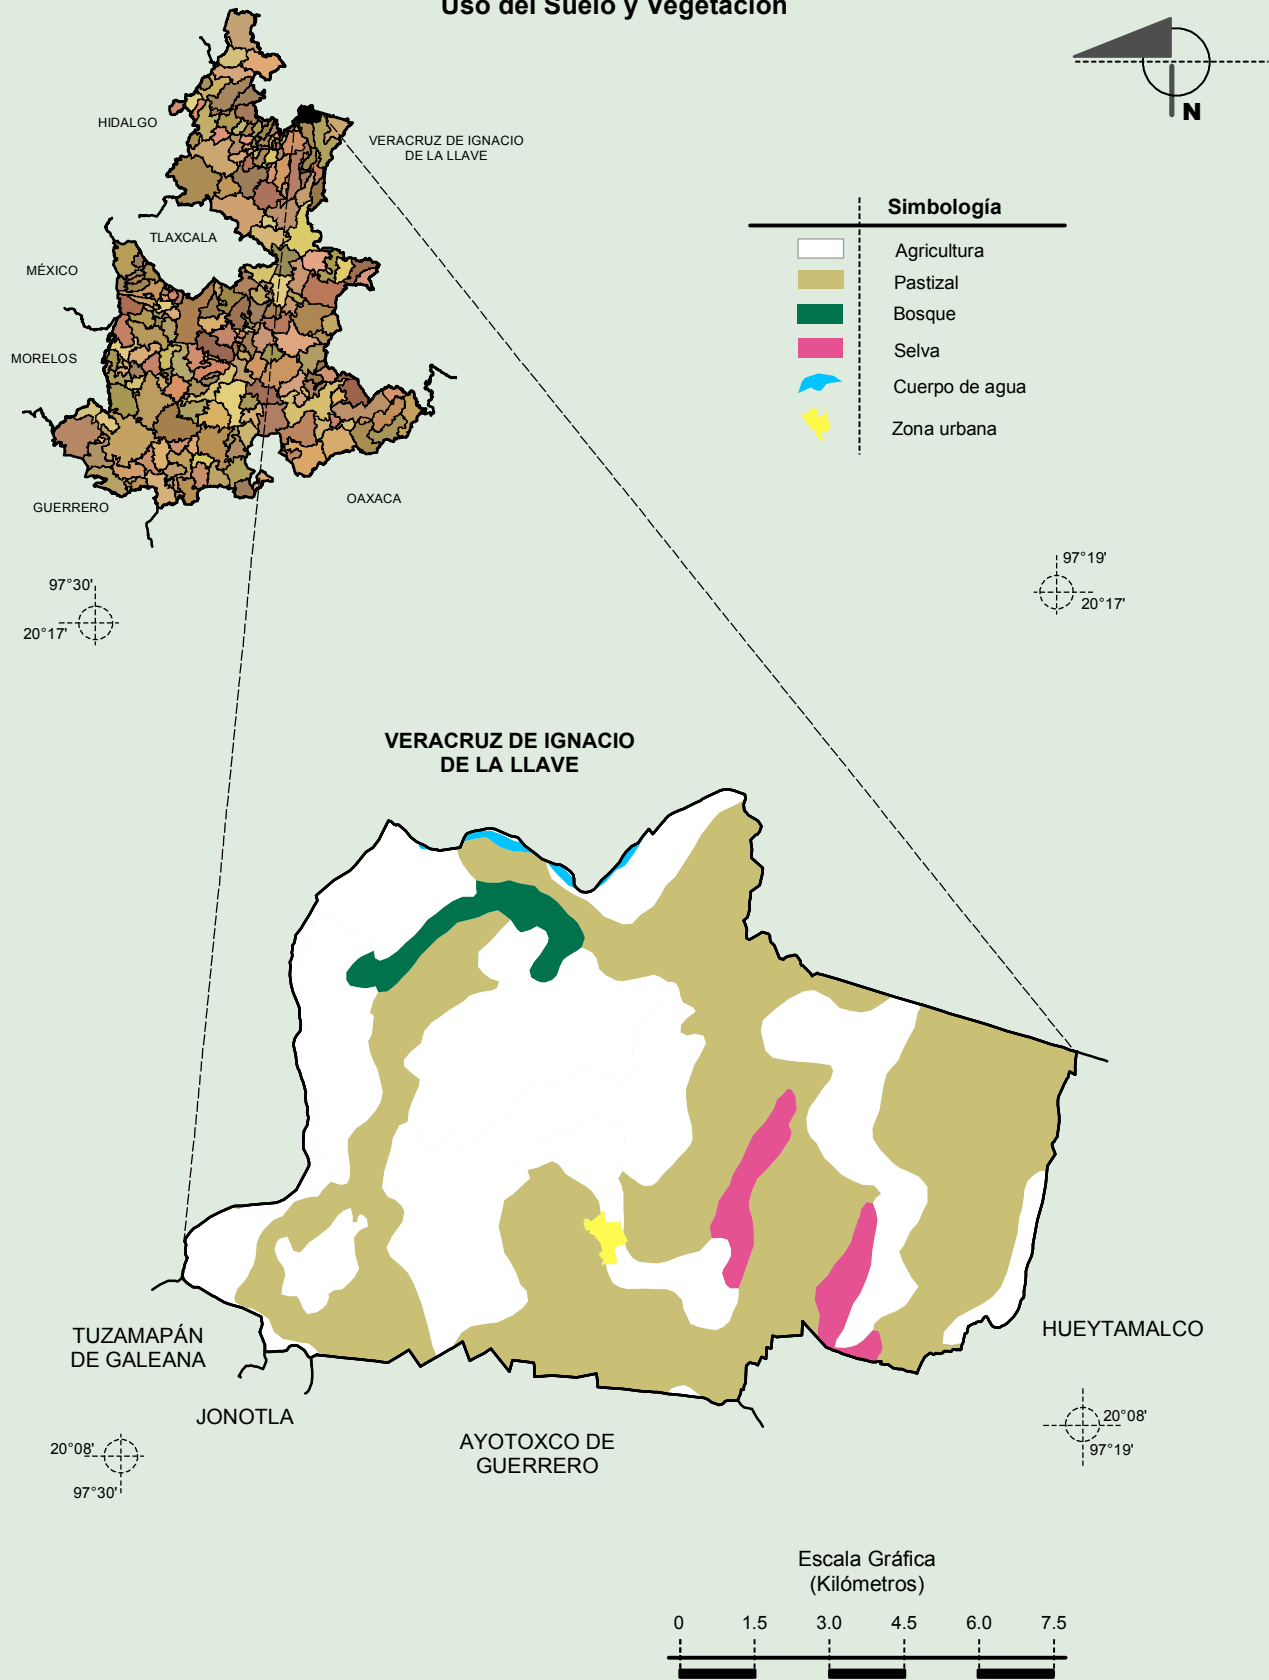 Uso del Suelo y Vegetación
N
HIDALGO
VERACRUZ DE IGNACIO
DE LA LLAVE
TLAXCALA
MÉXICO
MORELOS
GUERRERO
OAXACA
Simbología
Agricultura
Pastizal
Bosque
Selva
Cuerpo de agua
Zona urbana
97°30'
20°17'
97°19'
20°17'
VERACRUZ DE IGNACIO
DE LA LLAVE
TUZAMAPÁN
DE GALEANA
JONOTLA
AYOTOXCO DE
GUERRERO
HUEYTAMALCO
20°08'
97°30'
20°08'
97°19'
Escala Gráfica
(Kilómetros)
0 1.5 3.0 4.5 6.0 7.5